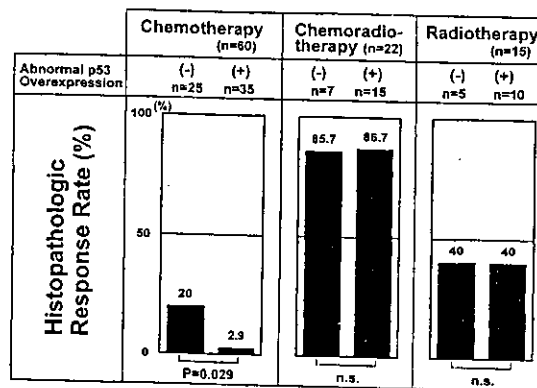 Chemotherapy
(n=60)
Chemoradio-
therapy (n=22)
Radiotherapy
(n=15)
Abnormal p53
Overexpression
(-) (+)
n=25 n=35
(-) (+)
n=7 n=15
(-) (+)
n=5 n=10
Histopathologic
Response Rate (%)
100 (%)
50
0
20
2.9
P=0.029
85.7
86.7
n.s.
40
40
n.s.